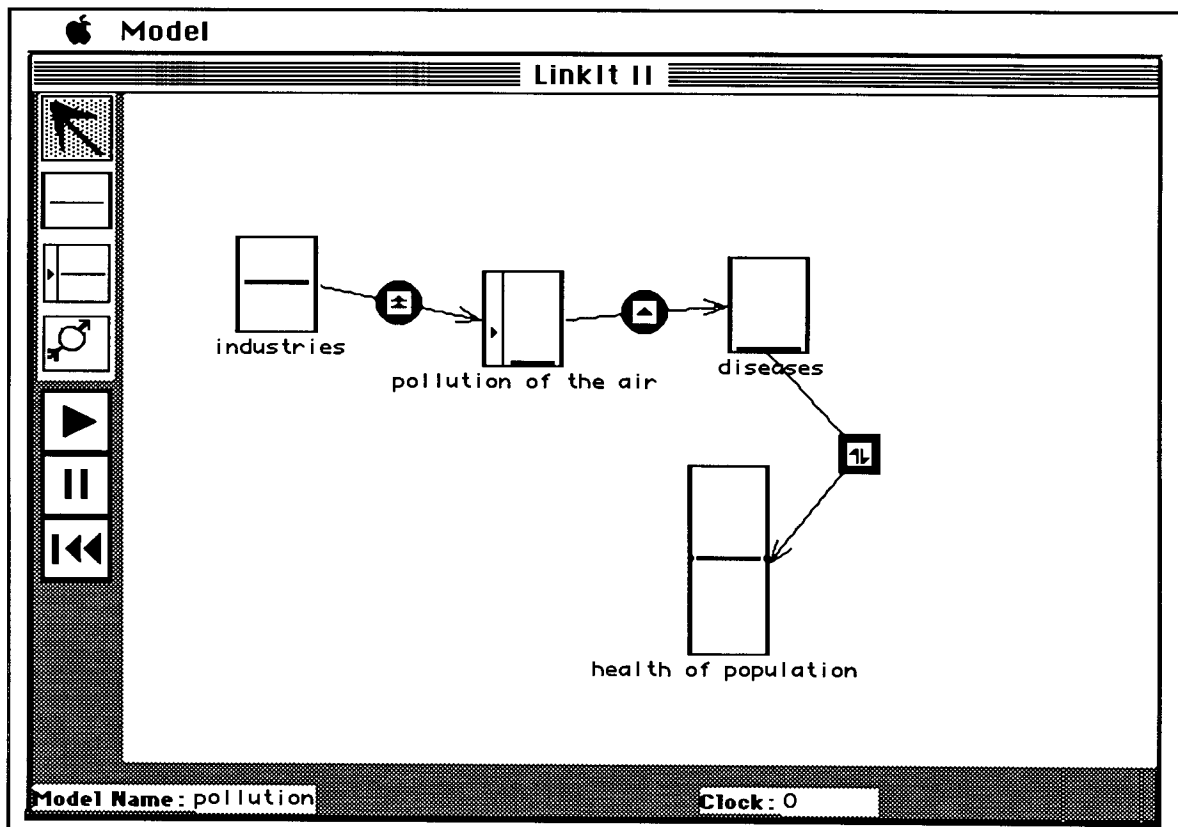 Model
LinkIt II
industries
pollution of the air
diseases
health of population
Model Name: pollution
Clock: 0